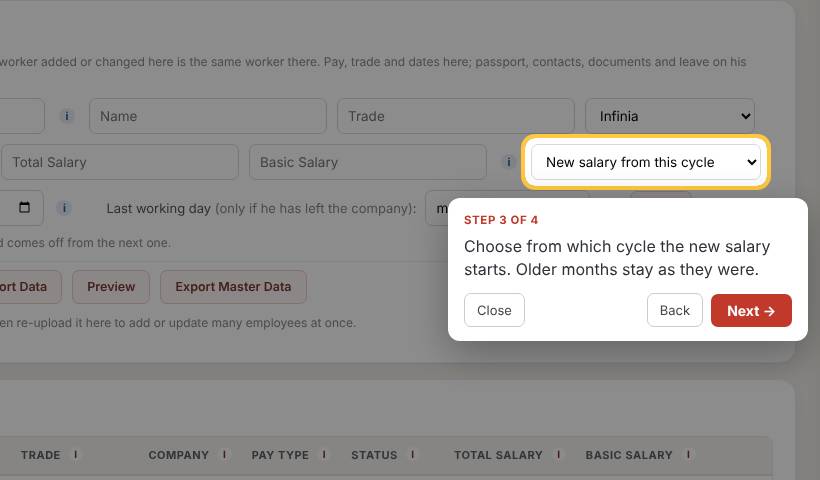 worker added or changed here is the same worker there. Pay, trade and dates here; passport, contacts, documents and leave on his
i Name Trade Infinia
Total Salary Basic Salary i New salary from this cycle
i Last working day (only if he has left the company): m
d comes off from the next one.
STEP 3 OF 4
Choose from which cycle the new salary
starts. Older months stay as they were.
Close Back Next →
ort Data Preview Export Master Data
en re-upload it here to add or update many employees at once.
TRADE I COMPANY I PAY TYPE I STATUS I TOTAL SALARY I BASIC SALARY I